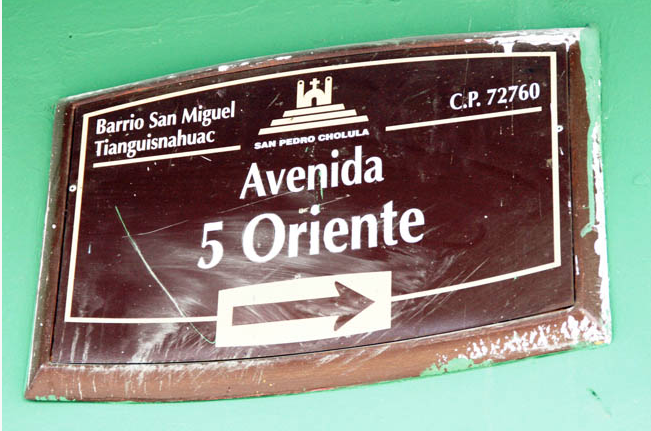 Barrio San Miguel
Tianguisnahuac
SAN PEDRO CHOLULA
C.P. 72760
Avenida
5 Oriente